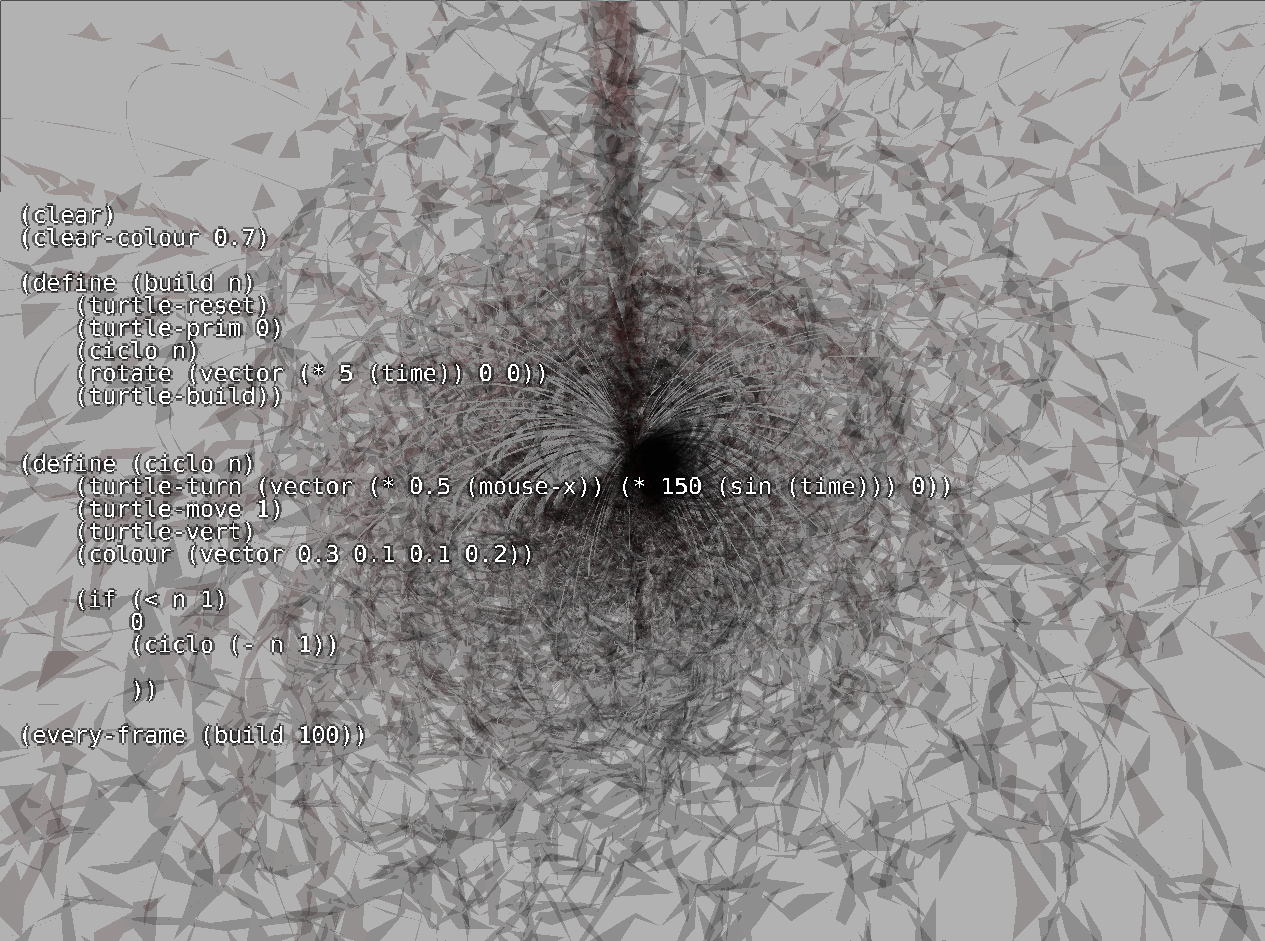 (clear)
(clear-colour 0.7)
(define (build n)
(turtle-reset)
(turtle-prim 0)
(ciclo n)
(rotate (vector (* 5 (time)) 0 0))
(turtle-build))
(define (ciclo n)
(turtle-turn (vector (* 0.5 (mouse-x)) (* 150 (sin (time))) 0))
(turtle-move 1)
(turtle-vert)
(colour (vector 0.3 0.1 0.1 0.2))
(if (< n 1)
0
(ciclo (- n 1))
))
(every-frame (build 100))